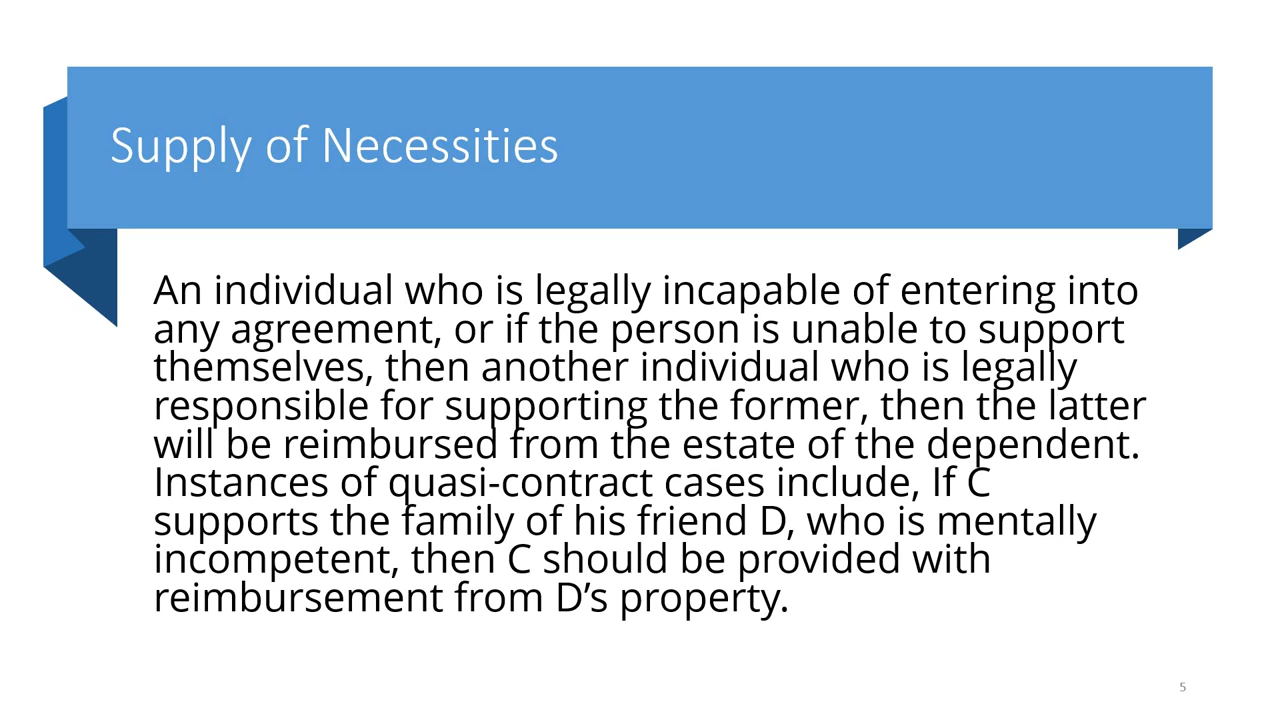 Supply of Necessities
An individual who is legally incapable of entering into
any agreement, or if the person is unable to support
themselves, then another individual who is legally
responsible for supporting the former, then the latter
will be reimbursed from the estate of the dependent.
Instances of quasi-contract cases include, If C
supports the family of his friend D, who is mentally
incompetent, then C should be provided with
reimbursement from D’s property.
5